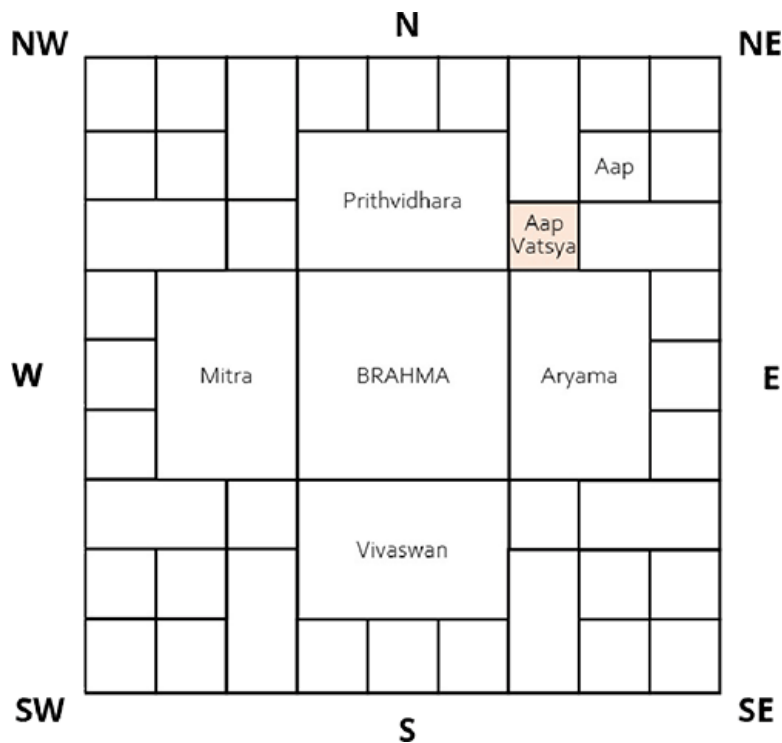 N
NW
NE
Aap
Prithvidhara
Aap
Vatsya
W
Mitra
BRAHMA
Aryama
E
Vivaswan
SW
SE
S